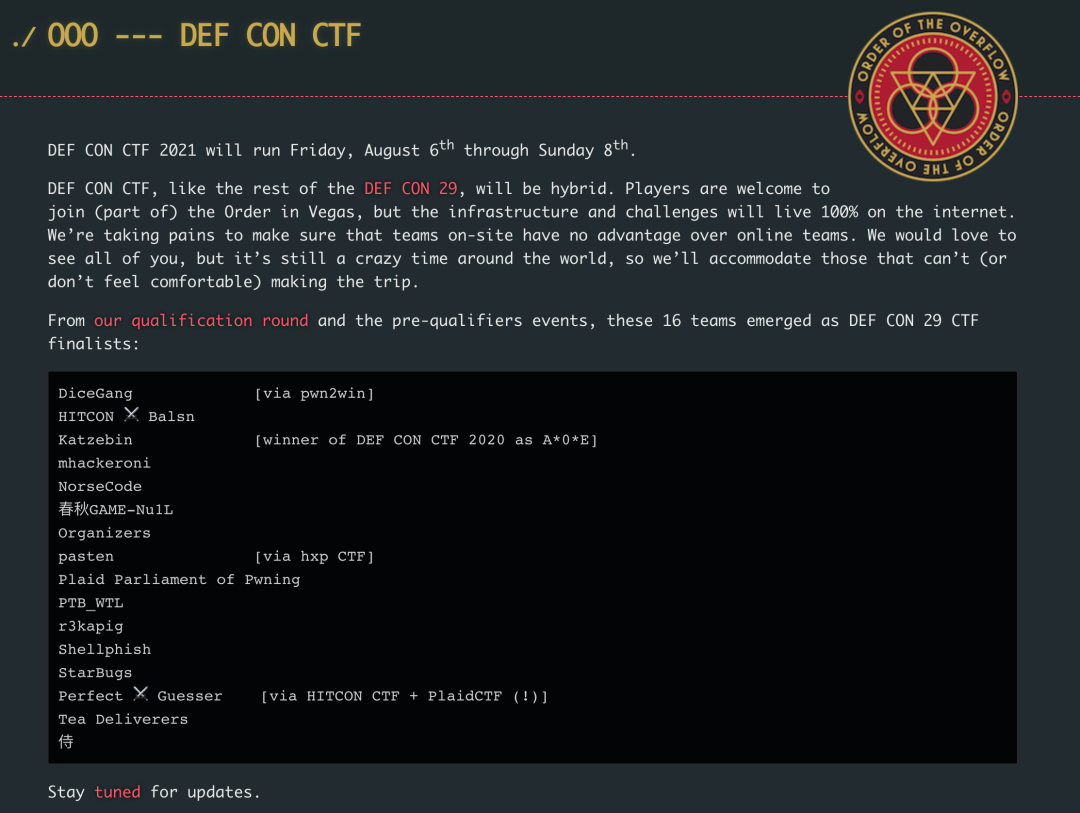 ./ OOO --- DEF CON CTF
ORDER OF THE OVERFLOW
ORDER OF THE OVERFLOW
DEF CON CTF 2021 will run Friday, August 6th through Sunday 8th.
DEF CON CTF, like the rest of the DEF CON 29, will be hybrid. Players are welcome to
join (part of) the Order in Vegas, but the infrastructure and challenges will live 100% on the internet.
We’re taking pains to make sure that teams on-site have no advantage over online teams. We would love to
see all of you, but it’s still a crazy time around the world, so we’ll accommodate those that can’t (or
don’t feel comfortable) making the trip.
From our qualification round and the pre-qualifiers events, these 16 teams emerged as DEF CON 29 CTF
finalists:
DiceGang [via pwn2win]
HITCON ⚔ Balsn
Katzebin [winner of DEF CON CTF 2020 as A*0*E]
mhackeroni
NorseCode
春秋GAME-Nu1L
Organizers
pasten [via hxp CTF]
Plaid Parliament of Pwning
PTB_WTL
r3kapig
Shellphish
StarBugs
Perfect ⚔ Guesser [via HITCON CTF + PlaidCTF (!)]
Tea Deliverers
侍
Stay tuned for updates.